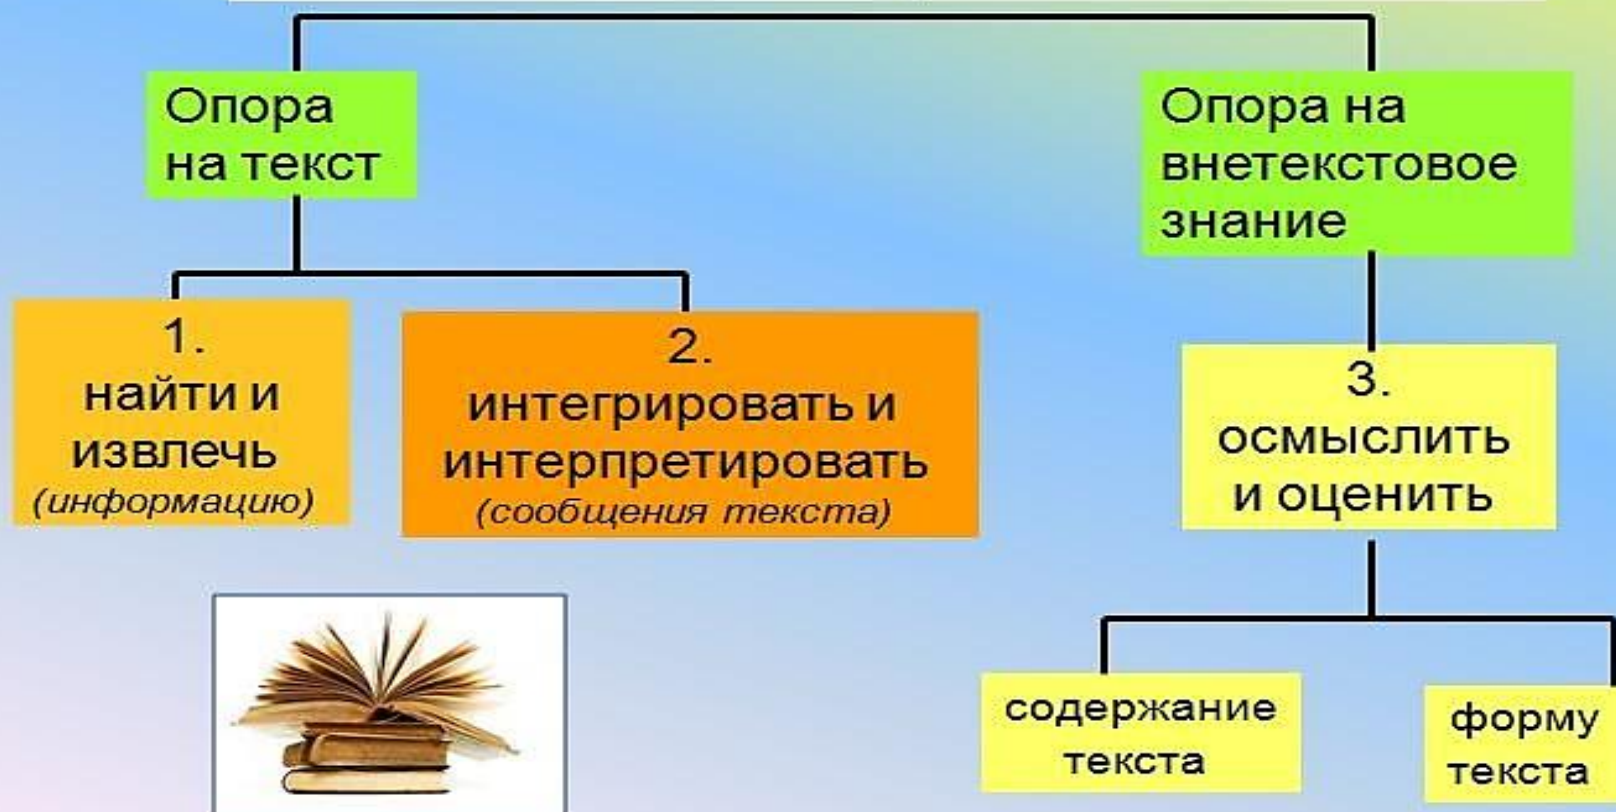 Опора
на текст
Опора на
внетекстовое
знание
1.
найти и
извлечь
(информацию)
2.
интегрировать и
интерпретировать
(сообщения текста)
3.
осмыслить
и оценить
содержание
текста
форму
текста